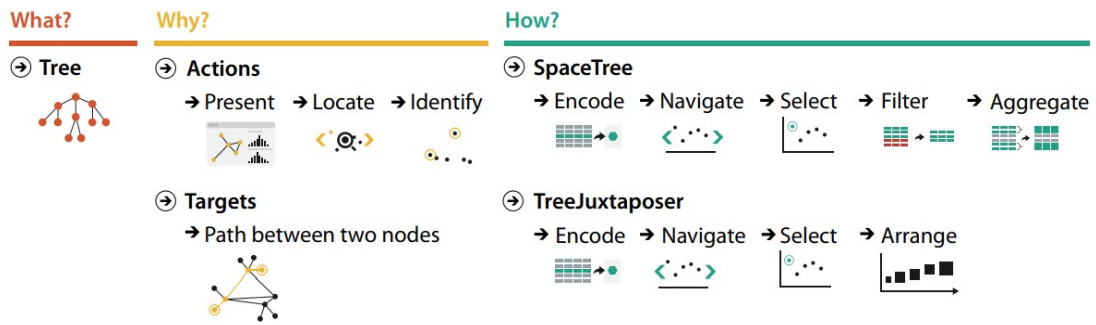 What?
Why?
How?
Tree
Actions
Present Locate Identify
Targets
Path between two nodes
SpaceTree
Encode Navigate Select Filter Aggregate
TreeJuxtaposer
Encode Navigate Select Arrange